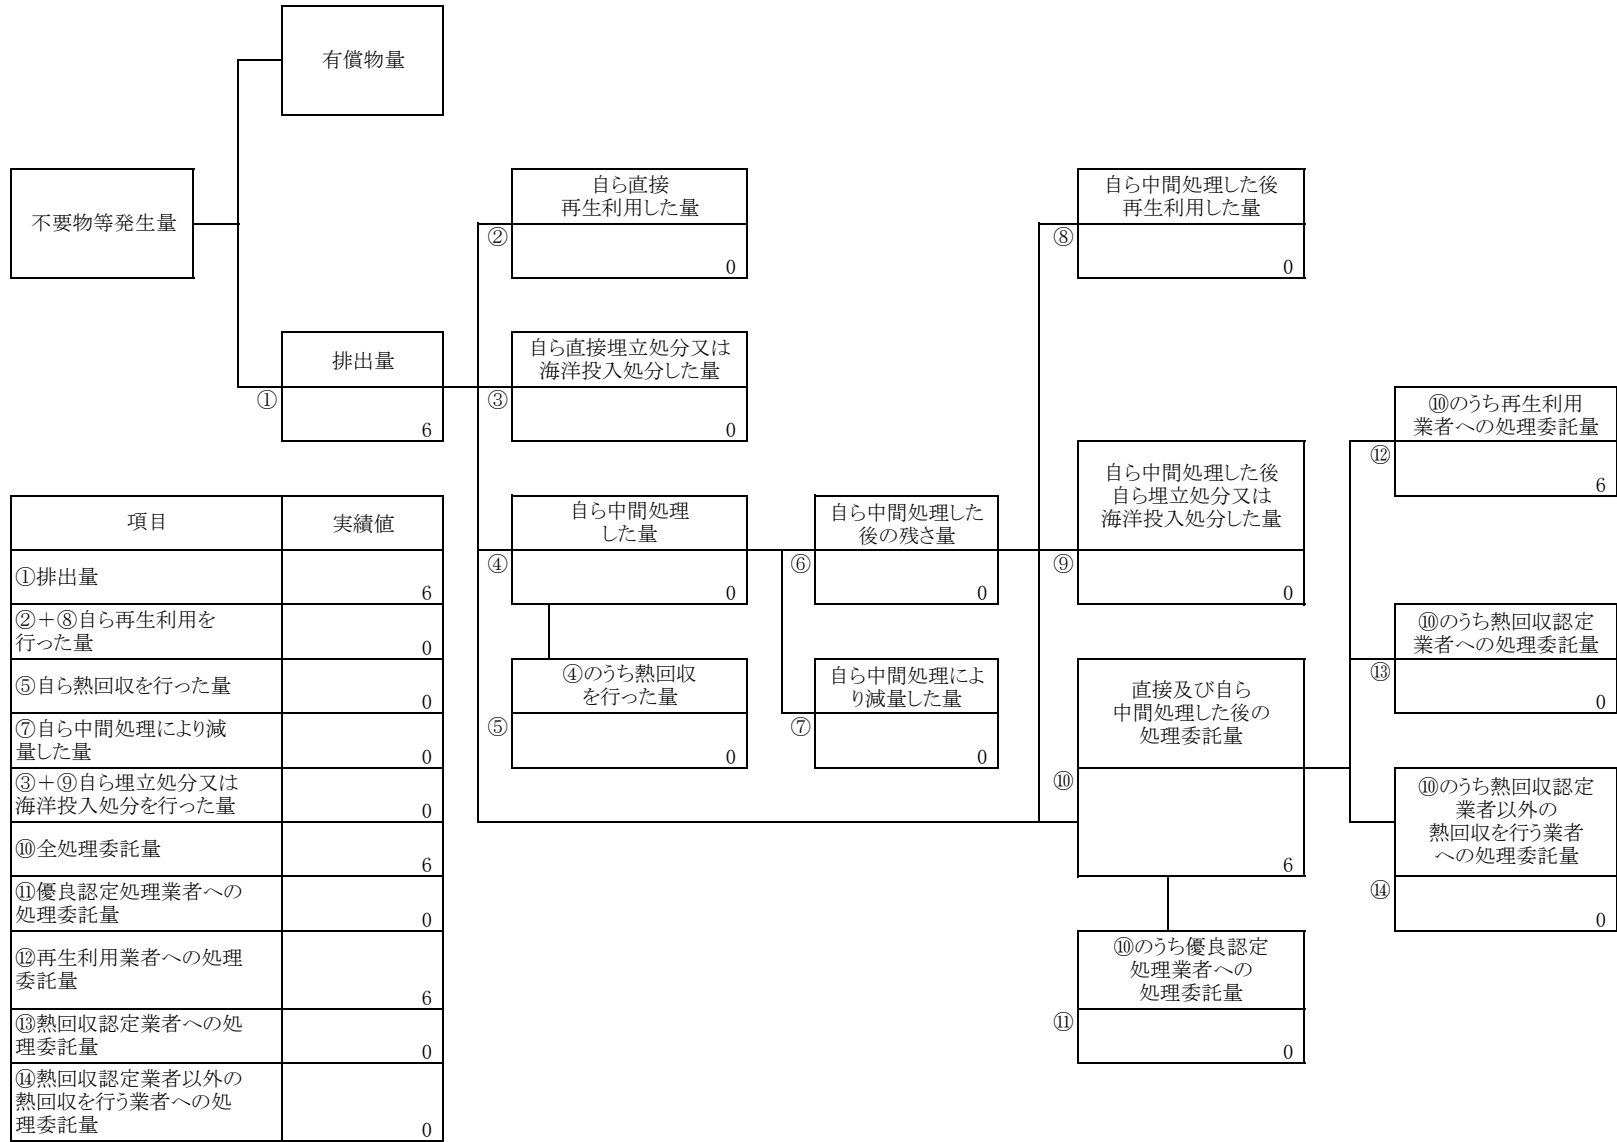 有償物量
不要物等発生量
自ら直接
再生利用した量
②
0
自ら中間処理した後
再生利用した量
⑧
0
排出量
①
6
自ら直接埋立処分又は
海洋投入処分した量
③
0
⑩のうち再生利用
業者への処理委託量
⑫
6
自ら中間処理した後
自ら埋立処分又は
海洋投入処分した量
⑨
0
自ら中間処理
した量
④
0
自ら中間処理した
後の残さ量
⑥
0
⑩のうち熱回収認定
業者への処理委託量
⑬
0
④のうち熱回収
を行った量
⑤
0
自ら中間処理によ
り減量した量
⑦
0
直接及び自ら
中間処理した後の
処理委託量
⑩
6
⑩のうち熱回収認定
業者以外の
熱回収を行う業者
への処理委託量
⑭
0
⑩のうち優良認定
処理業者への
処理委託量
⑪
0
項目 実績値
①排出量
6
②＋⑧自ら再生利用を
行った量
0
⑤自ら熱回収を行った量
0
⑦自ら中間処理により減
量した量
0
③＋⑨自ら埋立処分又は
海洋投入処分を行った量
0
⑩全処理委託量
6
⑪優良認定処理業者への
処理委託量
0
⑫再生利用業者への処理
委託量
6
⑬熱回収認定業者への処
理委託量
0
⑭熱回収認定業者以外の
熱回収を行う業者への処
理委託量
0